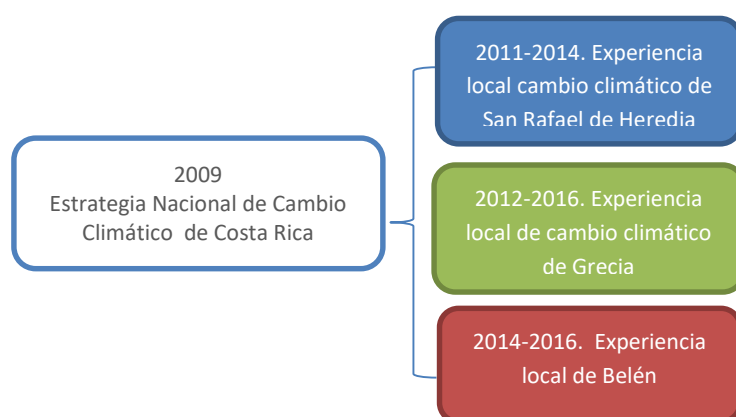 2009
Estrategia Nacional de Cambio
Climático de Costa Rica
2011-2014. Experiencia
local cambio climático de
San Rafael de Heredia
2012-2016. Experiencia
local de cambio climático
de Grecia
2014-2016. Experiencia
local de Belén